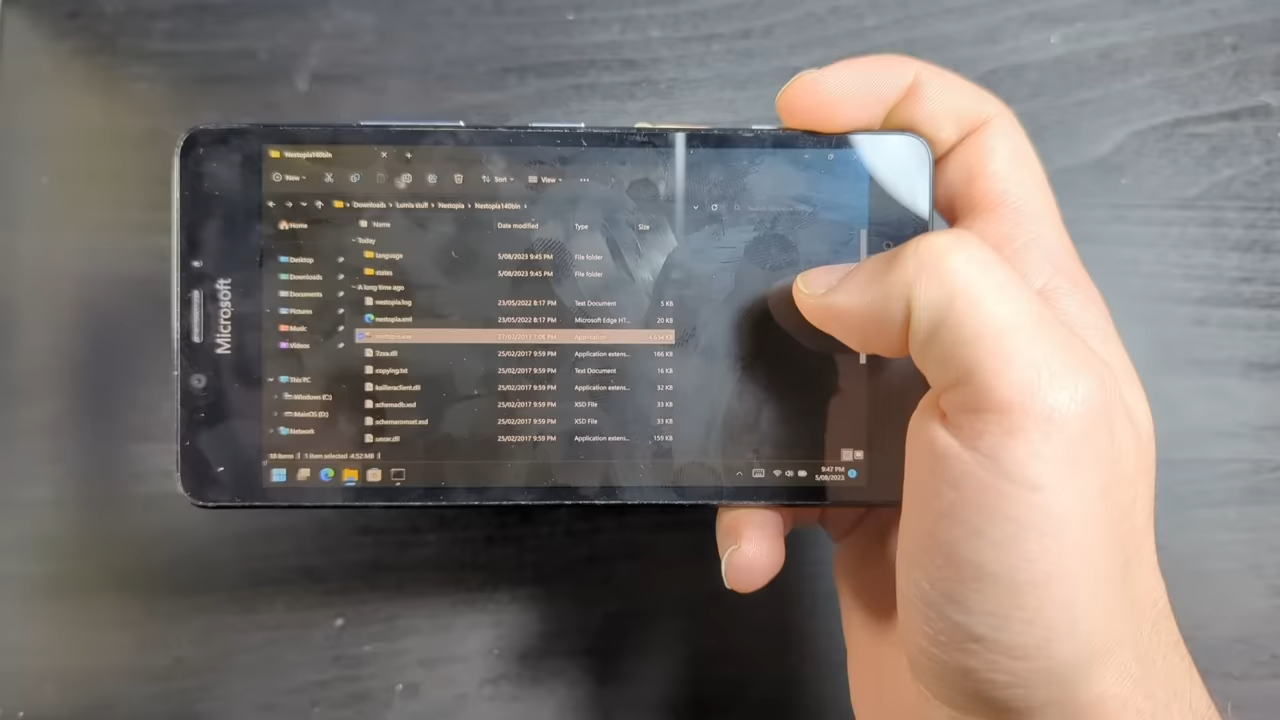 Microsoft
Nestopia140bin
New
Sort View ...
Downloads > Lumia stuff > Nestopia > Nestopia140bin >
Name Date modified Type Size
Home
Today
language 5/08/2023 9:45 PM File folder
Desktop
states 5/08/2023 9:45 PM File folder
Downloads
A long time ago
Documents
nestopia.log 23/05/2022 8:17 PM Text Document 5 KB
Pictures
nestopia.xml 23/05/2022 8:17 PM Microsoft Edge HT... 20 KB
Music
Application
Videos
7zxa.dll 25/02/2017 9:59 PM Application extens... 166 KB
copying.txt 25/02/2017 9:59 PM Text Document 16 KB
This PC
kailleraclient.dll 25/02/2017 9:59 PM Application extens... 32 KB
Windows (C:)
schemadb.xsd 25/02/2017 9:59 PM XSD File 33 KB
MainOS (D:)
schemaromset.xsd 25/02/2017 9:59 PM XSD File 33 KB
Network
unrar.dll 25/02/2017 9:59 PM Application extens... 159 KB
18 items 1 item selected 4.52 MB
9:47 PM
5/08/2023